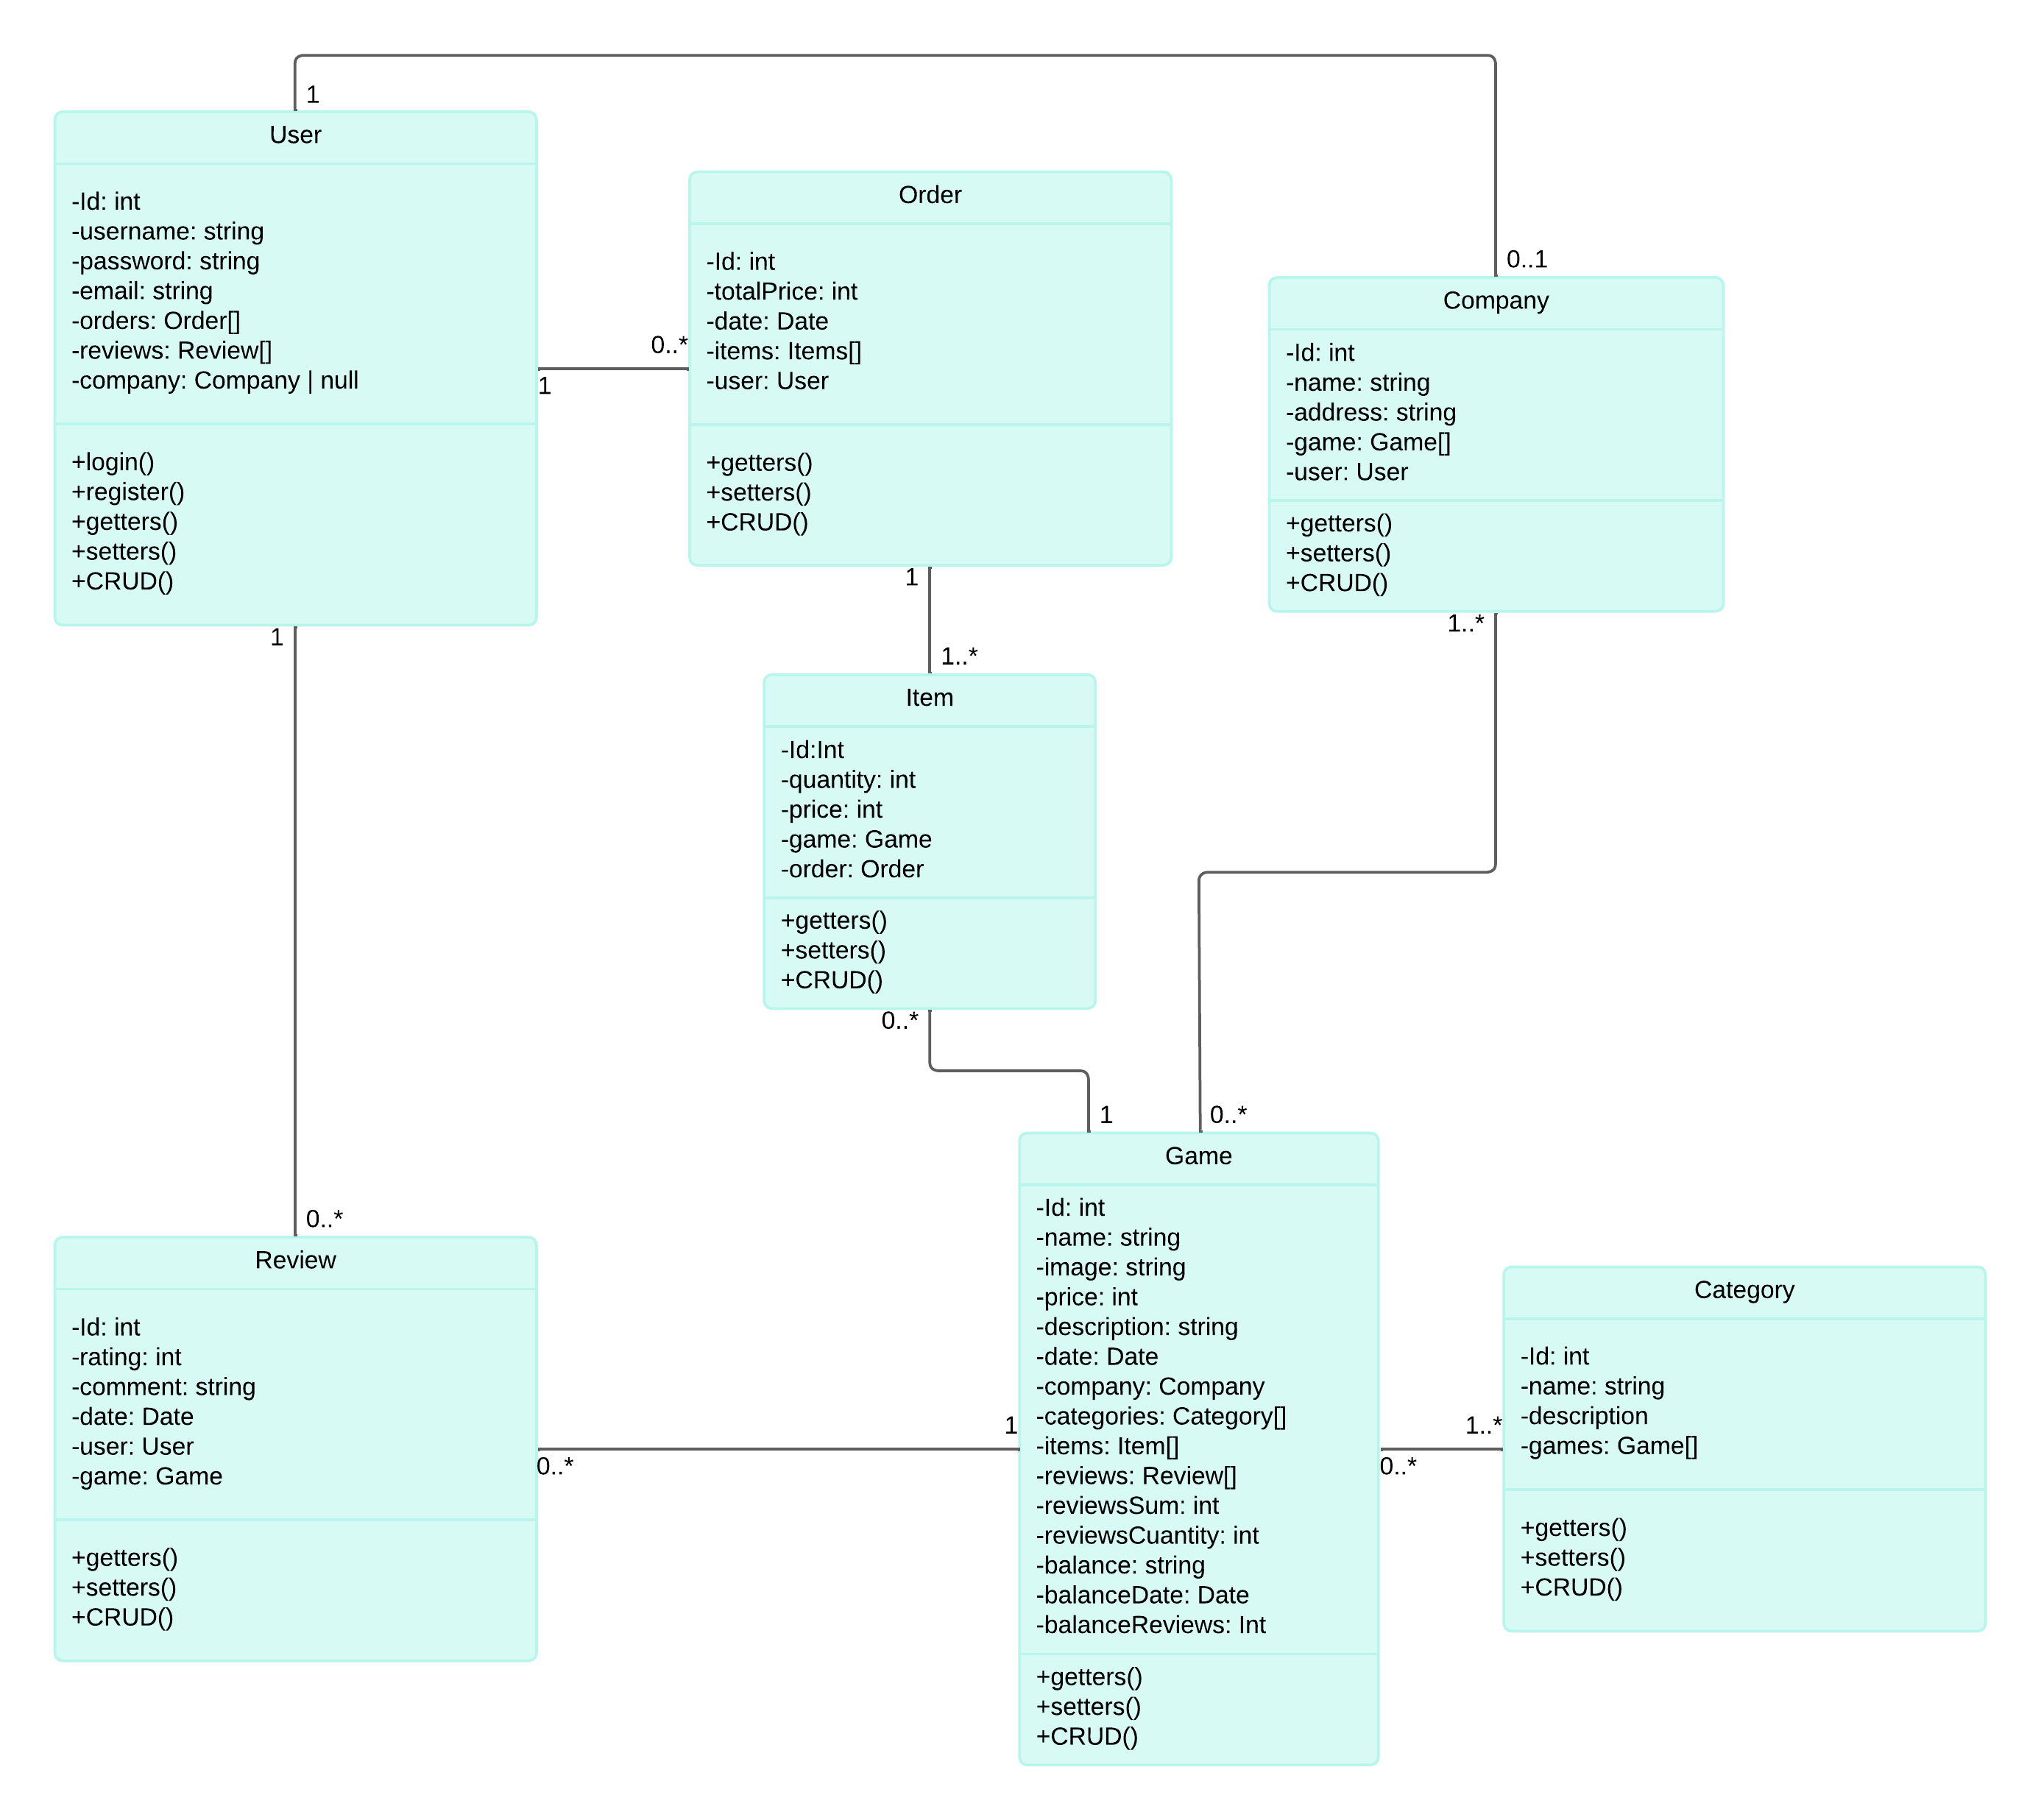 1
User
-Id: int
-username: string
-password: string
-email: string
-orders: Order[]
-reviews: Review[]
-company: Company | null
+login()
+register()
+getters()
+setters()
+CRUD()
1
0..*
1
Order
-Id: int
-totalPrice: int
-date: Date
-items: Items[]
-user: User
+getters()
+setters()
+CRUD()
1
0..1
Company
-Id: int
-name: string
-address: string
-game: Game[]
-user: User
+getters()
+setters()
+CRUD()
1..*
1..*
Item
-Id:Int
-quantity: int
-price: int
-game: Game
-order: Order
+getters()
+setters()
+CRUD()
0..*
1
0..*
Game
-Id: int
-name: string
-image: string
-price: int
-description: string
-date: Date
-company: Company
-categories: Category[]
-items: Item[]
-reviews: Review[]
-reviewsSum: int
-reviewsCuantity: int
-balance: string
-balanceDate: Date
-balanceReviews: Int
+getters()
+setters()
+CRUD()
0..*
Review
-Id: int
-rating: int
-comment: string
-date: Date
-user: User
-game: Game
+getters()
+setters()
+CRUD()
0..*
1
0..*
1..*
Category
-Id: int
-name: string
-description
-games: Game[]
+getters()
+setters()
+CRUD()